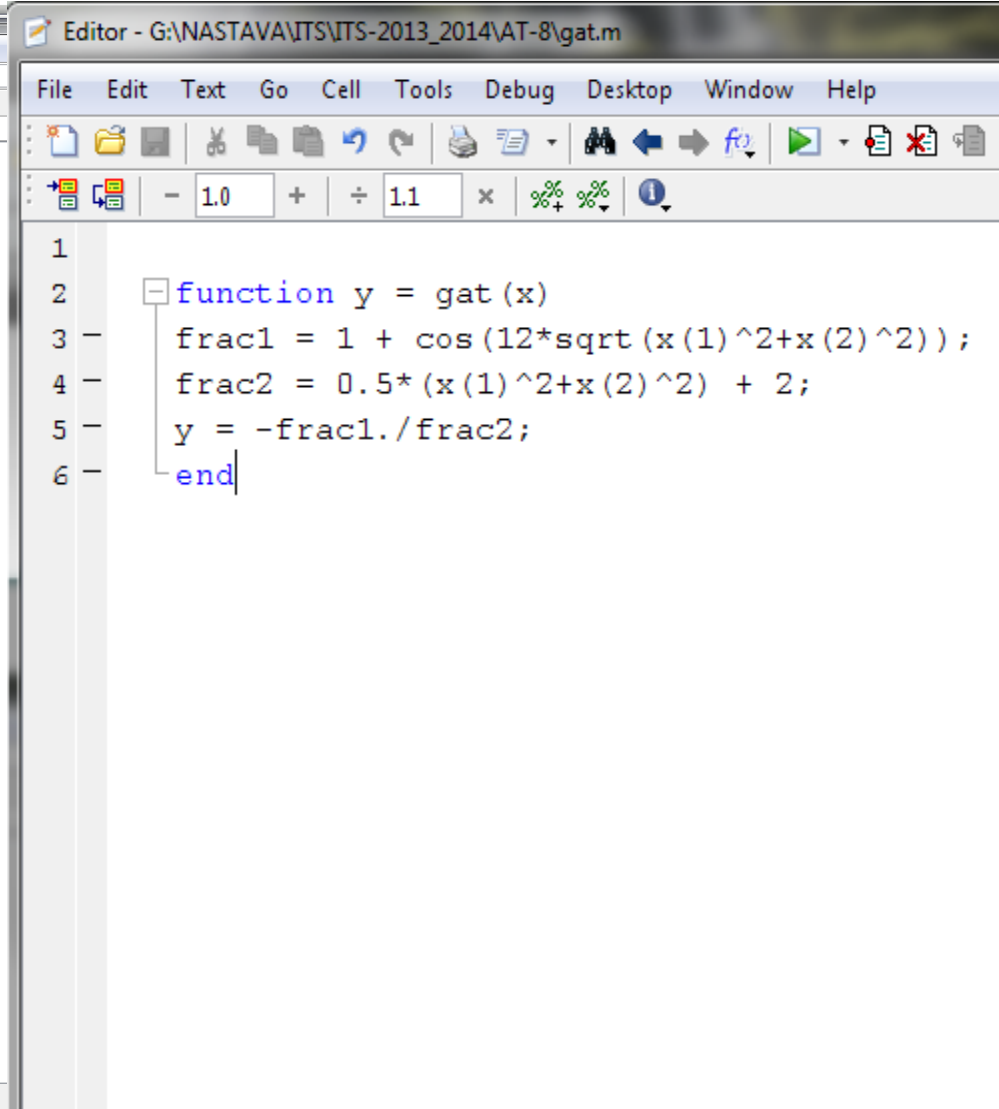 Editor - G:\NASTAVA\ITS\ITS-2013_2014\AT-8\gat.m
File Edit Text Go Cell Tools Debug Desktop Window Help
- 1.0 + ÷ 1.1 ×
1
2 function y = gat(x)
3 - frac1 = 1 + cos(12*sqrt(x(1)^2+x(2)^2));
4 - frac2 = 0.5*(x(1)^2+x(2)^2) + 2;
5 - y = -frac1./frac2;
6 - end